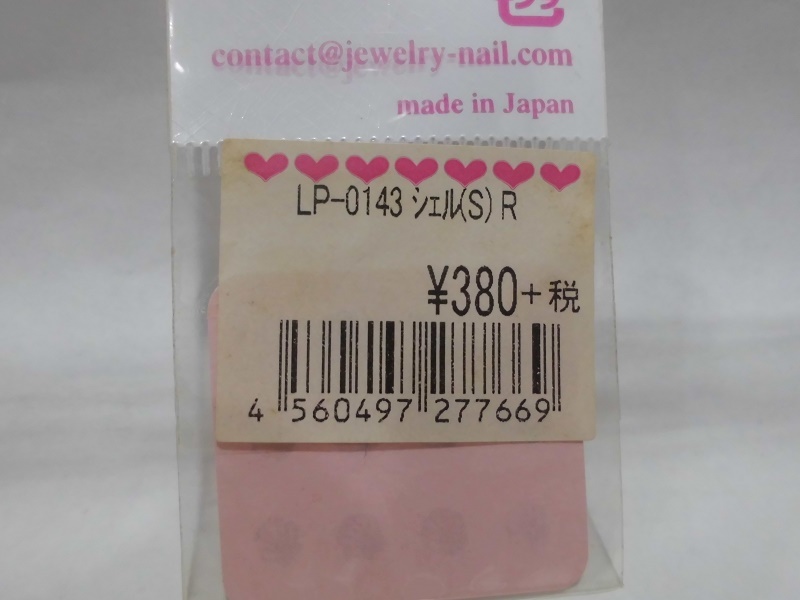 contact@jewelry-nail.com
made in Japan
LP-0143 シェル(S) R
¥380+税
4 560497 277669